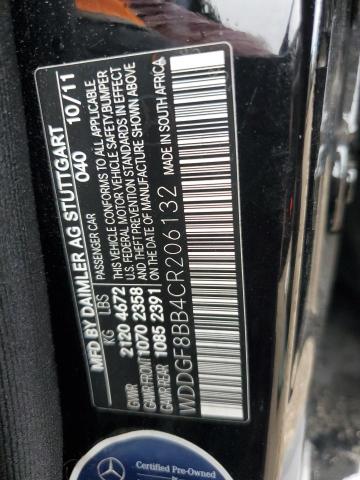 MFD BY DAIMLER AG STUTTGART
040 10/11
PASSENGER CAR
KG LBS
GVWR 2120 4672
GAWR FRONT 1070 2358
GAWR REAR 1085 2391
THIS VEHICLE CONFORMS TO ALL APPLICABLE
U.S. FEDERAL MOTOR VEHICLE SAFETY, BUMPER
AND THEFT PREVENTION STANDARDS IN EFFECT
ON THE DATE OF MANUFACTURE SHOWN ABOVE
WDDGF8BB4CR206132
MADE IN SOUTH AFRICA
Certified Pre-Owned